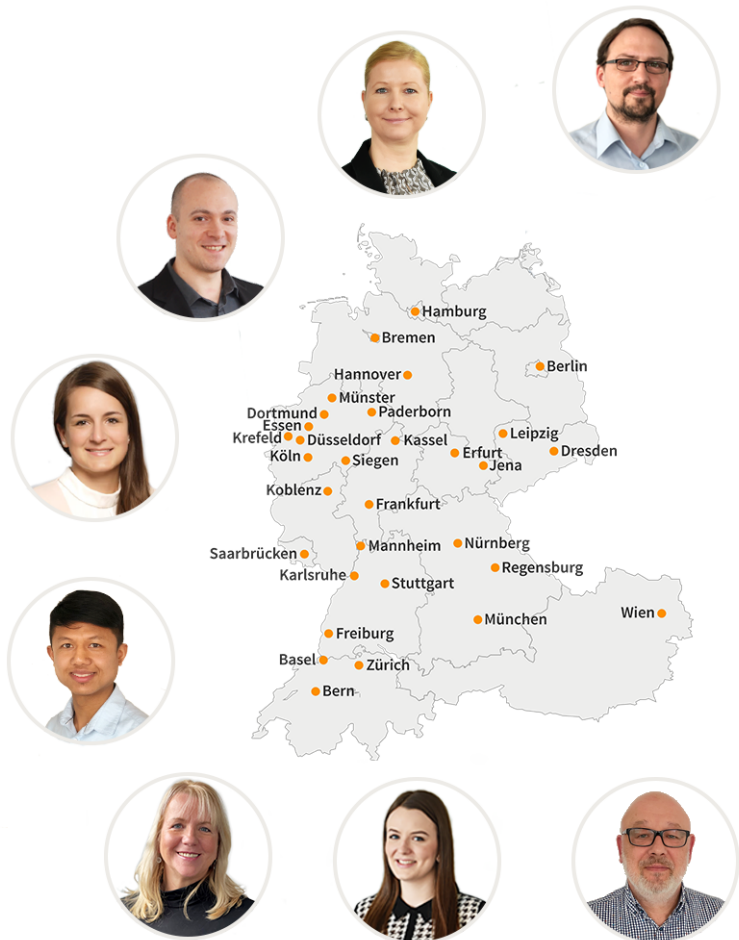 Hamburg
Bremen
Berlin
Hannover
Münster
Dortmund
Paderborn
Essen
Krefeld
Düsseldorf
Kassel
Leipzig
Köln
Siegen
Erfurt
Dresden
Jena
Koblenz
Frankfurt
Saarbrücken
Mannheim
Nürnberg
Karlsruhe
Stuttgart
Regensburg
München
Wien
Freiburg
Basel
Zürich
Bern